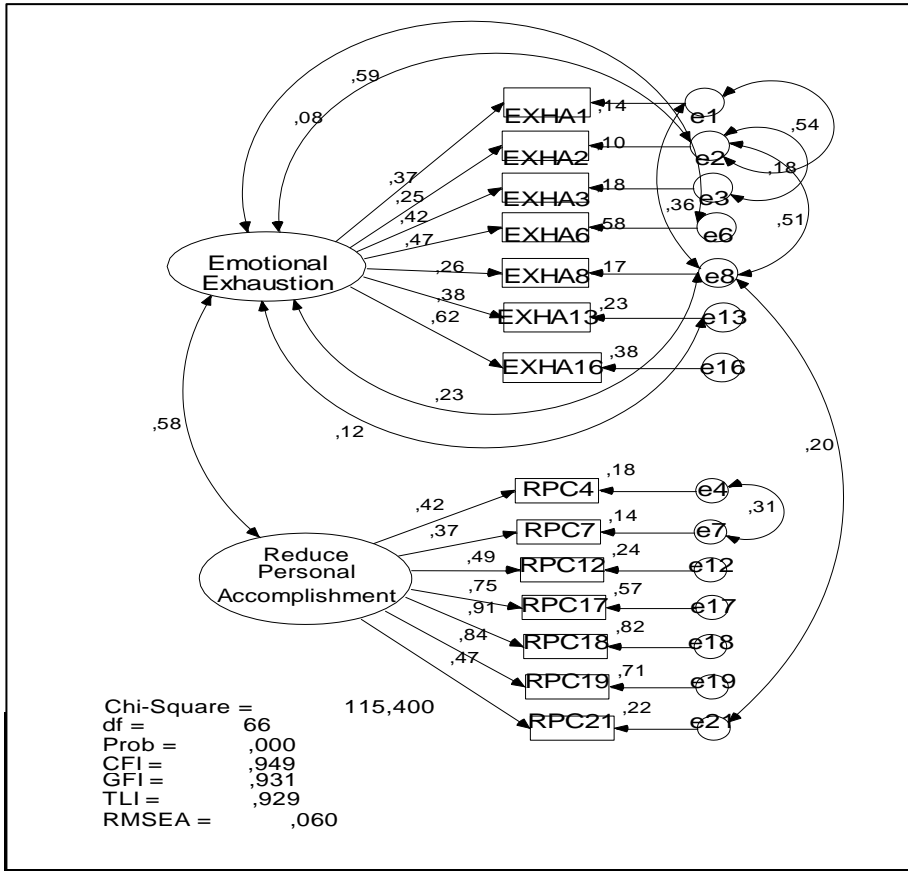 ,59
,08
EXHA1
,14
e1
,54
EXHA2
,10
e2
,37
,25
EXHA3
,18
e3
,18
,42
EXHA6
,58
,36
e6
,51
,47
Emotional
Exhaustion
,26
EXHA8
,17
e8
,38
EXHA13
,23
e13
,62
EXHA16
,38
e16
,23
,12
,58
,20
,42
RPC4
,18
e4
,31
,37
RPC7
,14
e7
,49
RPC12
,24
e12
Reduce
Personal
Accomplishment
,75
RPC17
,57
e17
,91
RPC18
,82
e18
,84
RPC19
,71
e19
,47
RPC21
,22
e21
Chi-Square = 115,400
df = 66
Prob = ,000
CFI = ,949
GFI = ,931
TLI = ,929
RMSEA = ,060